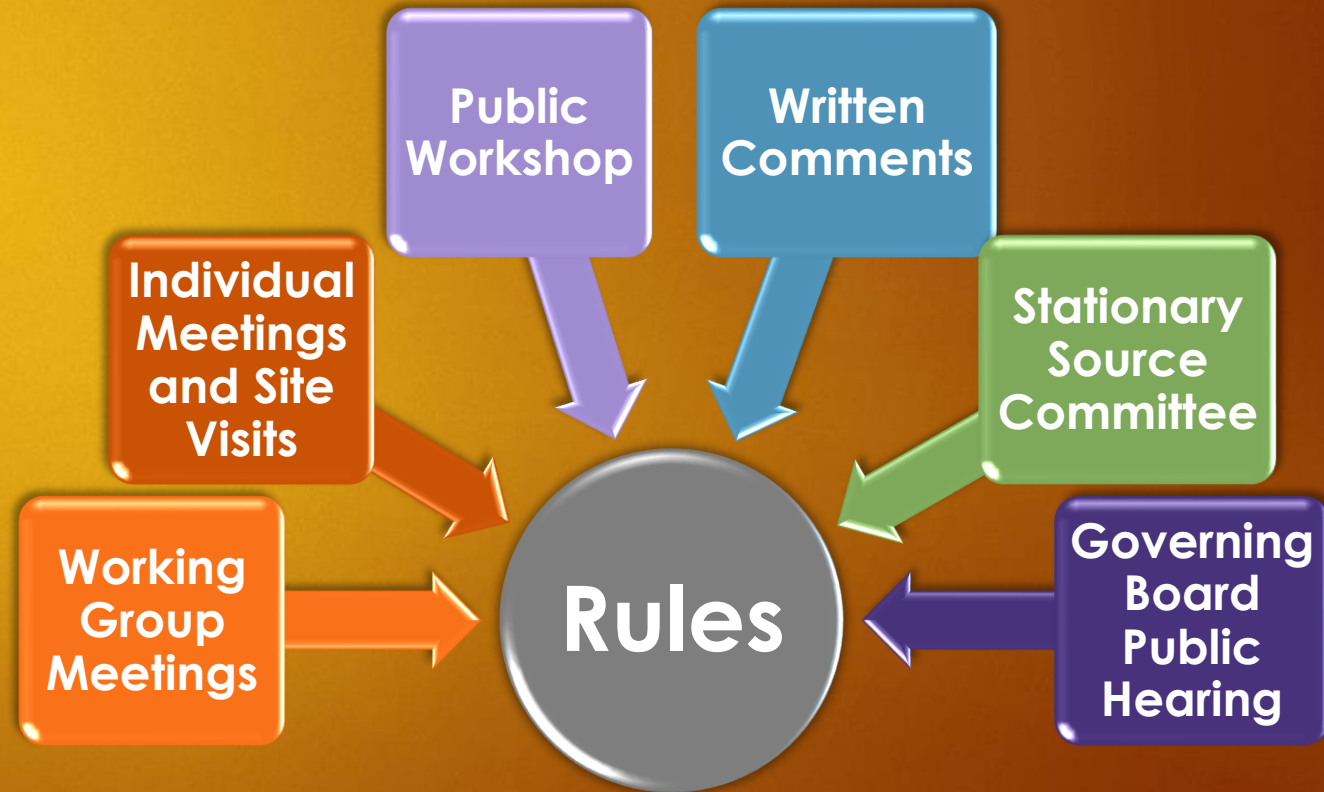 Public
Workshop
Written
Comments
Individual
Meetings
and Site
Visits
Stationary
Source
Committee
Working
Group
Meetings
Rules
Governing
Board
Public
Hearing